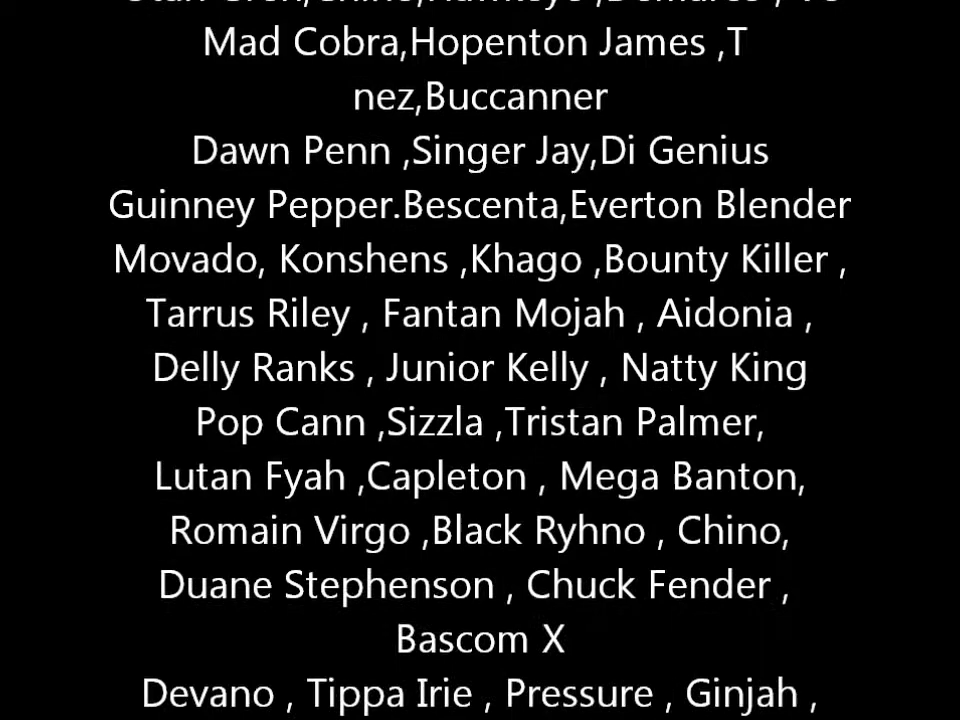 Mad Cobra,Hopenton James ,T
nez,Buccanner
Dawn Penn ,Singer Jay,Di Genius
Guinney Pepper.Bescenta,Everton Blender
Movado, Konshens ,Khago ,Bounty Killer ,
Tarrus Riley , Fantan Mojah , Aidonia ,
Delly Ranks , Junior Kelly , Natty King
Pop Cann ,Sizzla ,Tristan Palmer,
Lutan Fyah ,Capleton , Mega Banton,
Romain Virgo ,Black Ryhno , Chino,
Duane Stephenson , Chuck Fender ,
Bascom X
Devano , Tippa Irie , Pressure , Ginjah ,